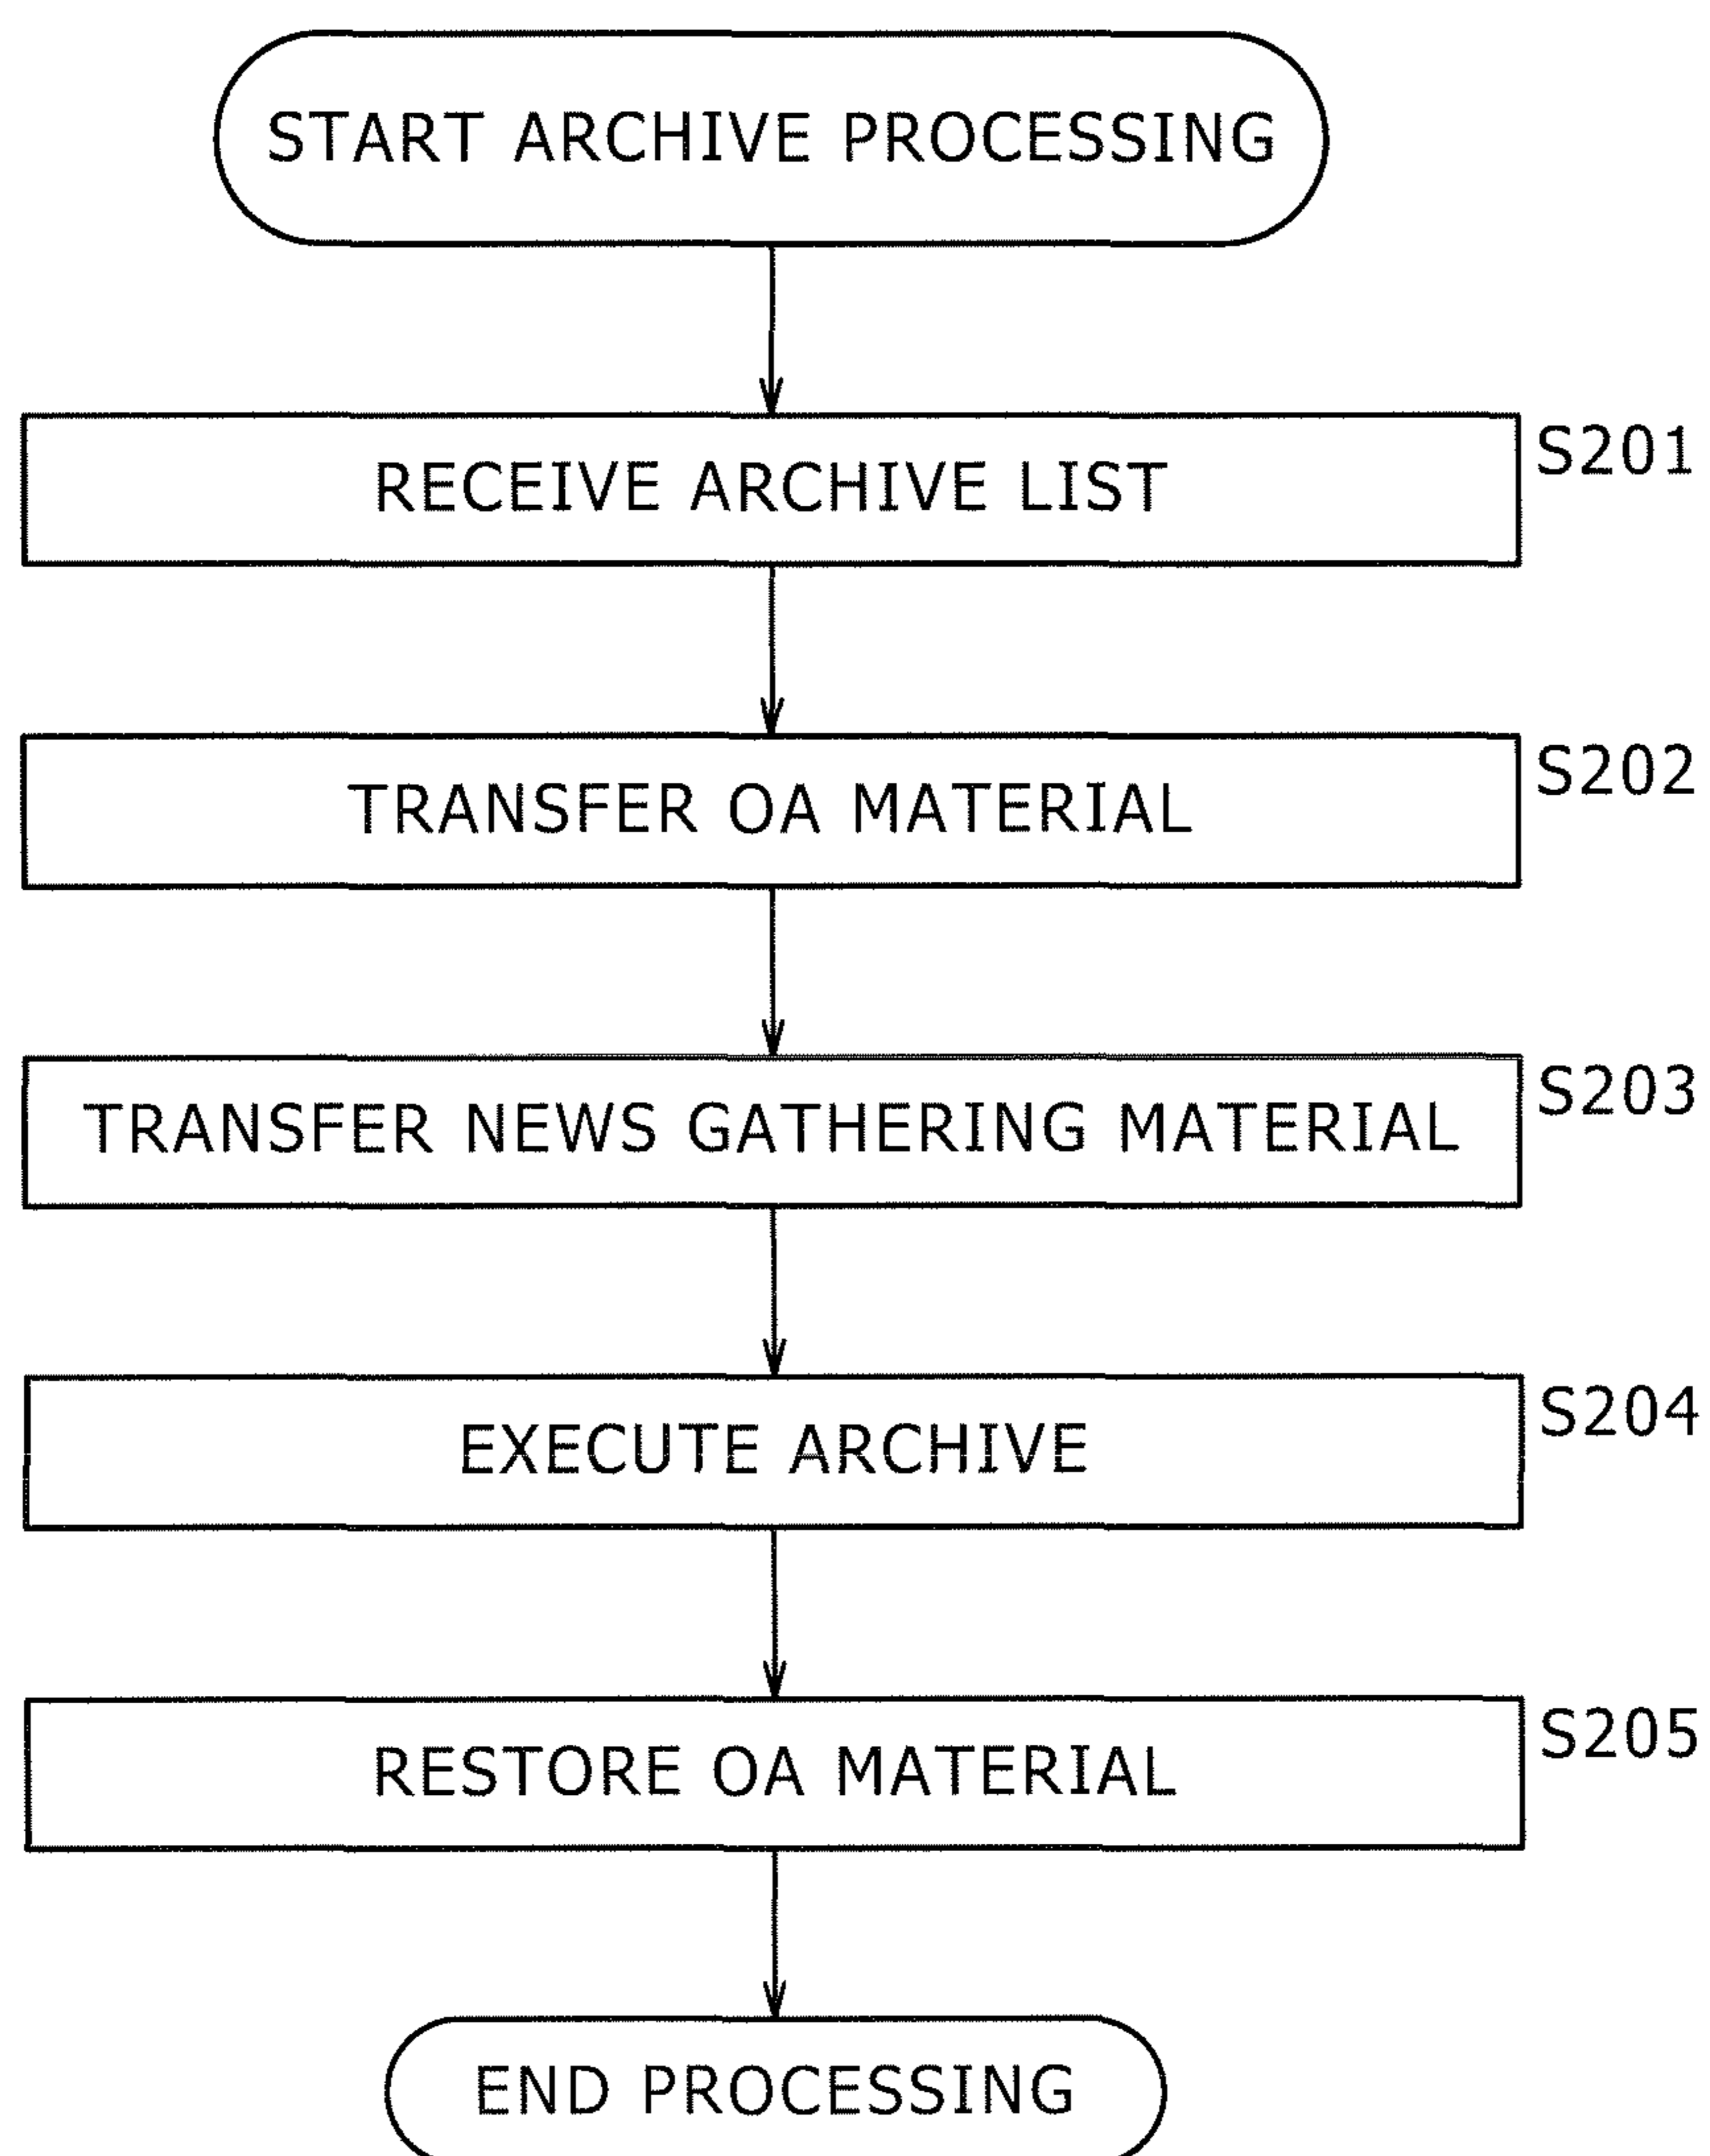 START ARCHIVE PROCESSING
RECEIVE ARCHIVE LIST
S201
TRANSFER OA MATERIAL
S202
TRANSFER NEWS GATHERING MATERIAL
S203
EXECUTE ARCHIVE
S204
RESTORE OA MATERIAL
S205
END PROCESSING